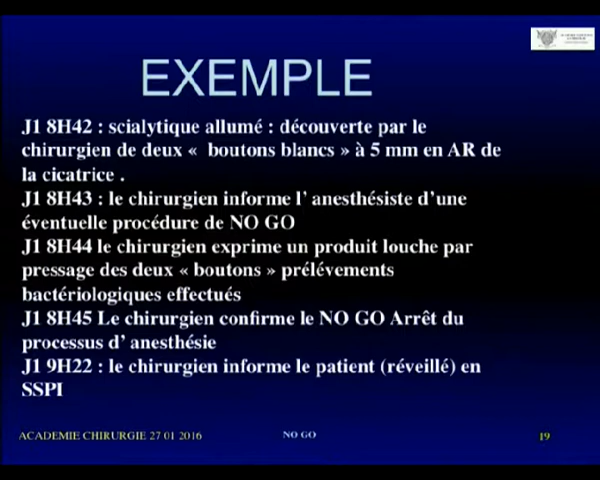 EXEMPLE
J1 8H42 : scialytique allumé : découverte par le
chirurgien de deux « boutons blancs » à 5 mm en AR de
la cicatrice .
J1 8H43 : le chirurgien informe l' anesthésiste d'une
éventuelle procédure de NO GO
J1 8H44 le chirurgien exprime un produit louche par
pressage des deux « boutons » prélévements
bactériologiques effectués
J1 8H45 Le chirurgien confirme le NO GO Arrêt du
processus d' anesthésie
J1 9H22 : le chirurgien informe le patient (réveillé) en
SSPI
ACADEMIE CHIRURGIE 27 01 2016
NO GO
19